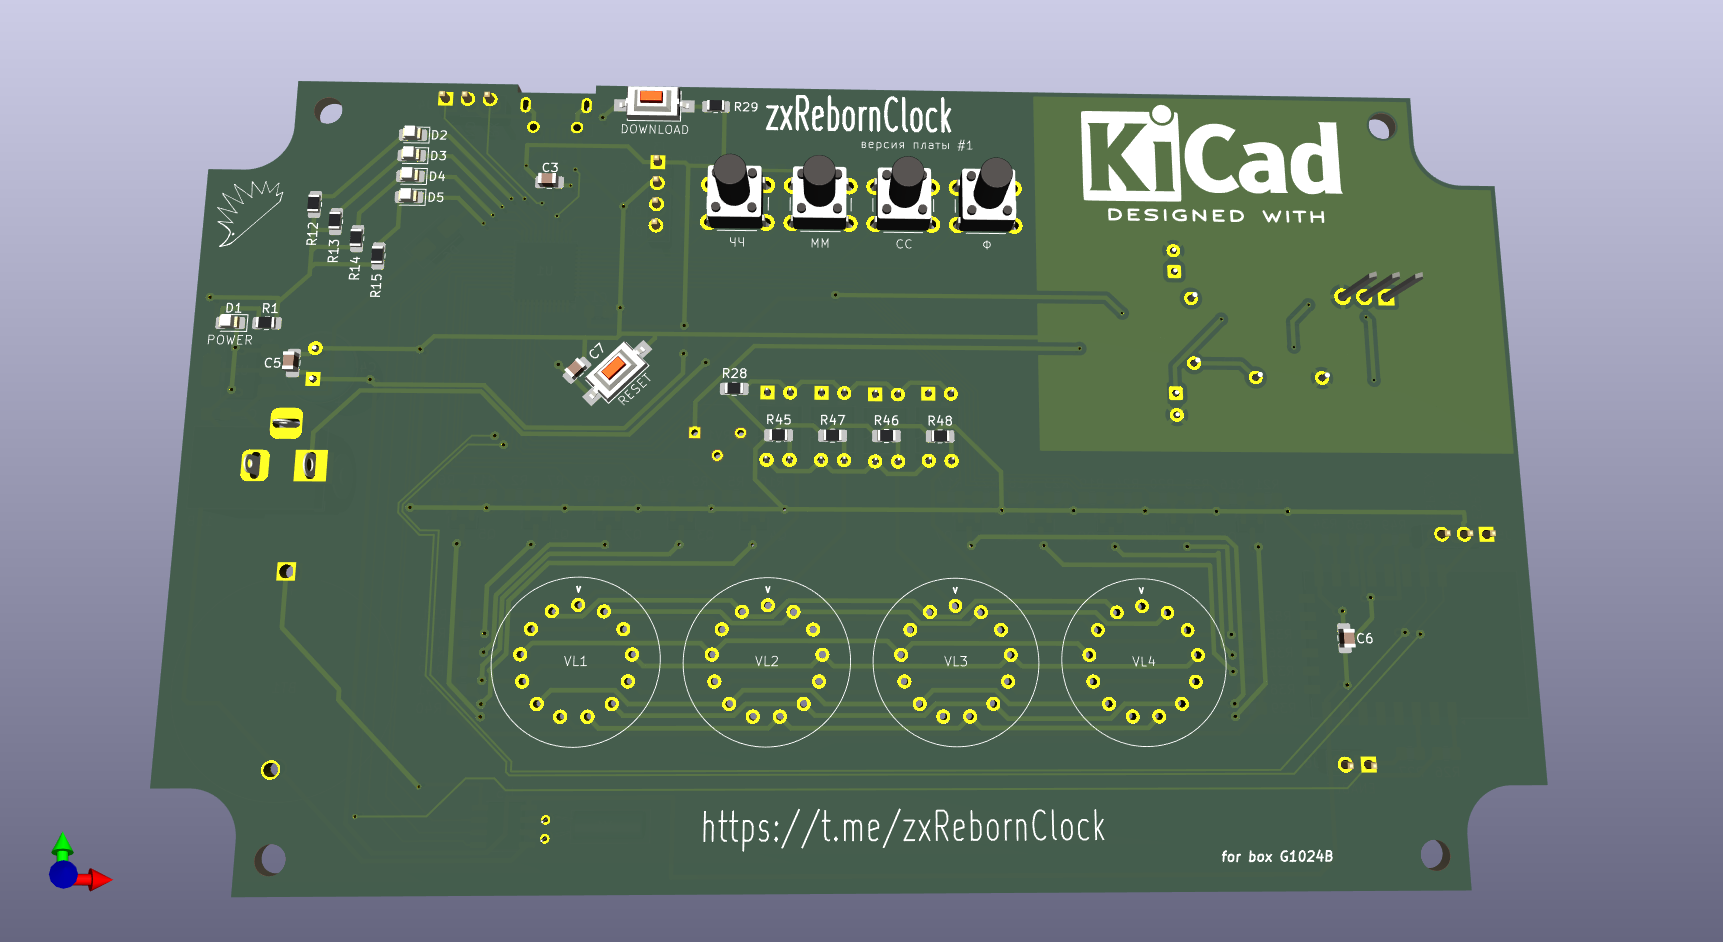 zxRebornClock
версия платы #1
DOWNLOAD
R29
KiCad
DESIGNED WITH
D2
D3
D4
D5
C3
R12
R13
R14
R15
ЧЧ
ММ
СС
Ф
D1
R1
POWER
C5
C7
RESET
R28
R45
R47
R46
R48
VL1
VL2
VL3
VL4
C6
https://t.me/zxRebornClock
for box G1024B